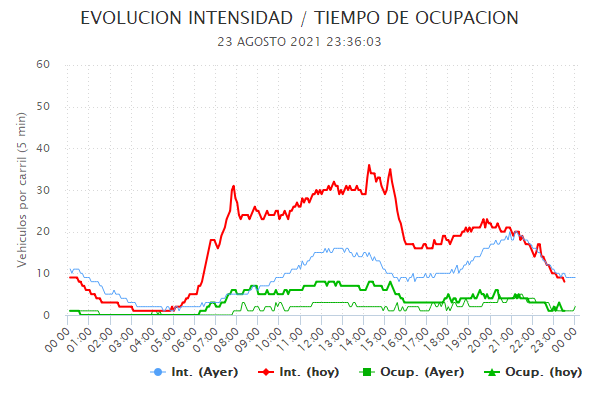 EVOLUCION INTENSIDAD / TIEMPO DE OCUPACION
23 AGOSTO 2021 23:36:03
Vehiculos por carril (5 min)
60
50
40
30
20
10
0
00:00 01:00 02:00 03:00 04:00 05:00 06:00 07:00 08:00 09:00 10:00 11:00 12:00 13:00 14:00 15:00 16:00 17:00 18:00 19:00 20:00 21:00 22:00 23:00 00:00
Int. (Ayer) Int. (hoy) Ocup. (Ayer) Ocup. (hoy)